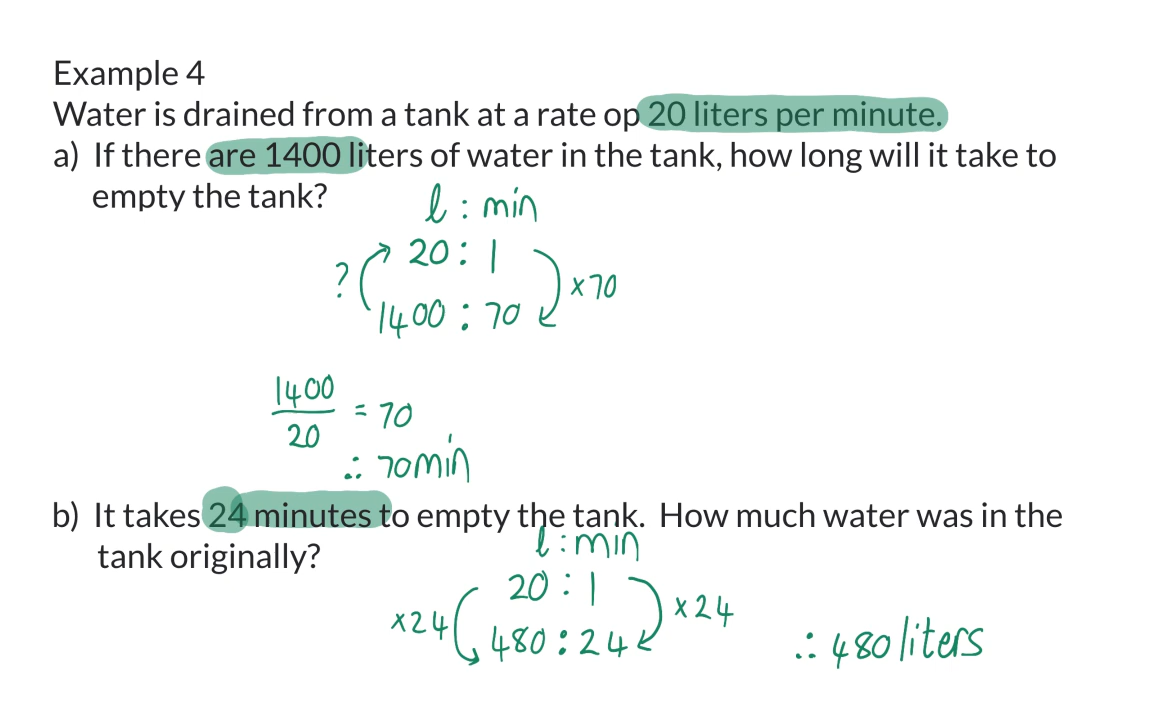 Example 4
Water is drained from a tank at a rate op 20 liters per minute.
a) If there are 1400 liters of water in the tank, how long will it take to
empty the tank?
l : min
20 : 1
? x70
1400 : 70
1400/20 = 70
∴ 70min
b) It takes 24 minutes to empty the tank. How much water was in the
tank originally?
l : min
20 : 1
x24 x24
480 : 24
∴ 480 liters